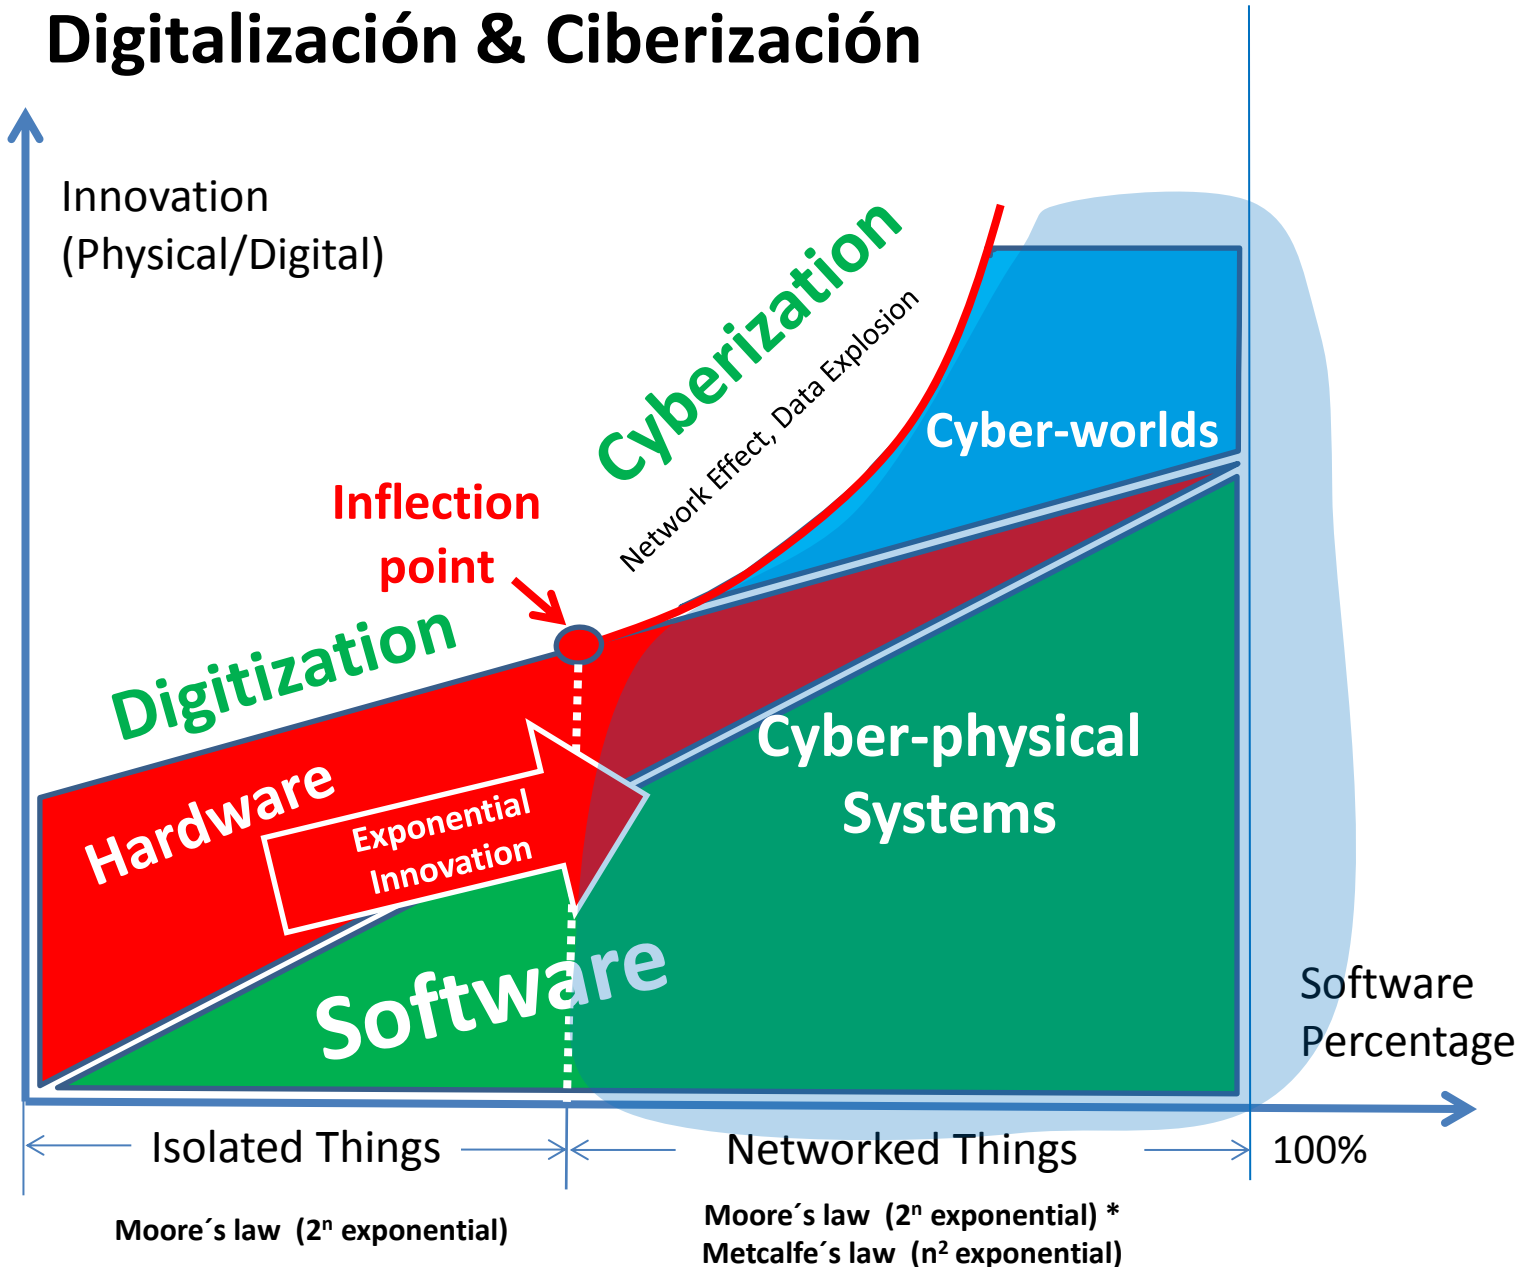 Digitalización & Ciberización
Innovation
(Physical/Digital)
Cyberization
Network Effect, Data Explosion
Cyber-worlds
Inflection
point
Digitization
Hardware
Exponential
Innovation
Cyber-physical
Systems
Software
Software
Percentage
Isolated Things
Networked Things
100%
Moore´s law (2ⁿ exponential)
Moore´s law (2ⁿ exponential) *
Metcalfe´s law (n² exponential)